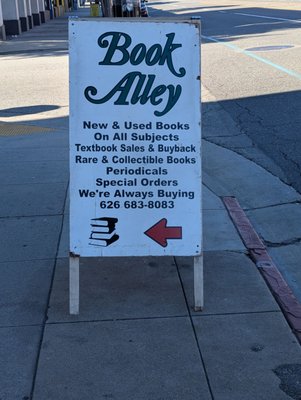 Book
Alley
New & Used Books
On All Subjects
Textbook Sales & Buyback
Rare & Collectible Books
Periodicals
Special Orders
We're Always Buying
626 683-8083